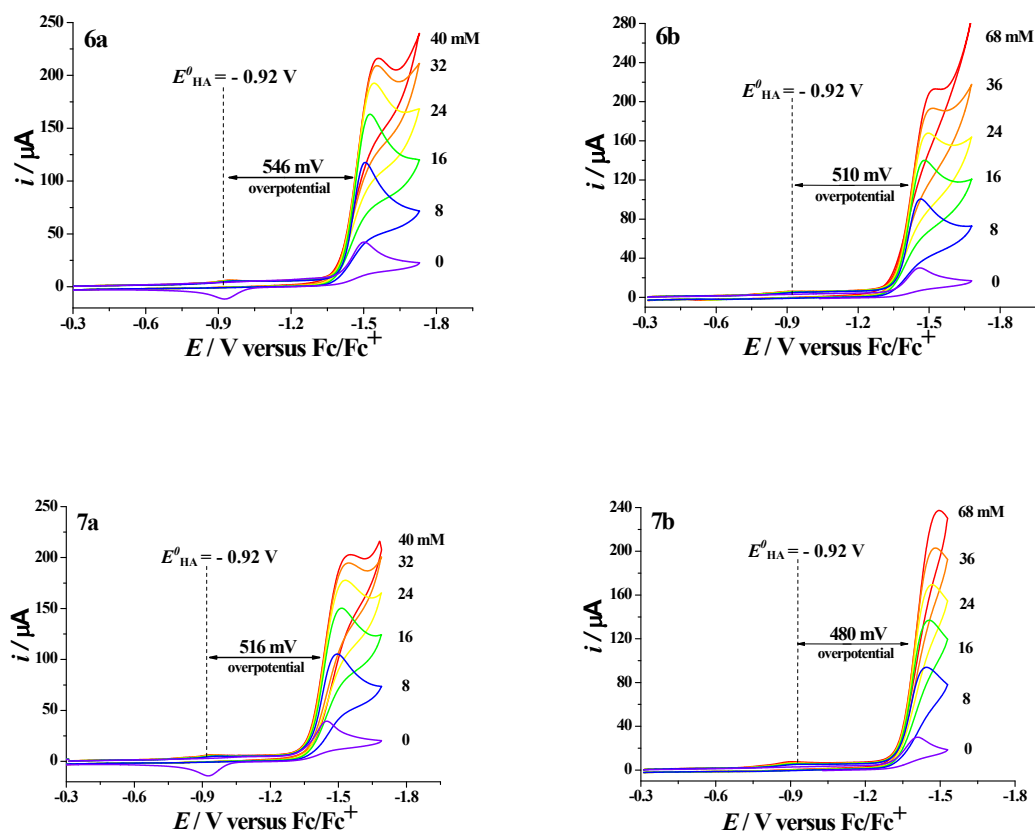 6a
250
200
150
100
50
0
i / µA
E⁰HA = - 0.92 V
546 mV
overpotential
40 mM
32
24
16
8
0
-0.3 -0.6 -0.9 -1.2 -1.5 -1.8
E / V versus Fc/Fc⁺
6b
280
240
200
160
120
80
40
0
i / µA
E⁰HA = - 0.92 V
510 mV
overpotential
68 mM
36
24
16
8
0
-0.3 -0.6 -0.9 -1.2 -1.5 -1.8
E / V versus Fc/Fc⁺
7a
250
200
150
100
50
0
i / µA
E⁰HA = - 0.92 V
516 mV
overpotential
40 mM
32
24
16
8
0
-0.3 -0.6 -0.9 -1.2 -1.5 -1.8
E / V versus Fc/Fc⁺
7b
240
200
160
120
80
40
0
i / µA
E⁰HA = - 0.92 V
480 mV
overpotential
68 mM
36
24
16
8
0
-0.3 -0.6 -0.9 -1.2 -1.5 -1.8
E / V versus Fc/Fc⁺